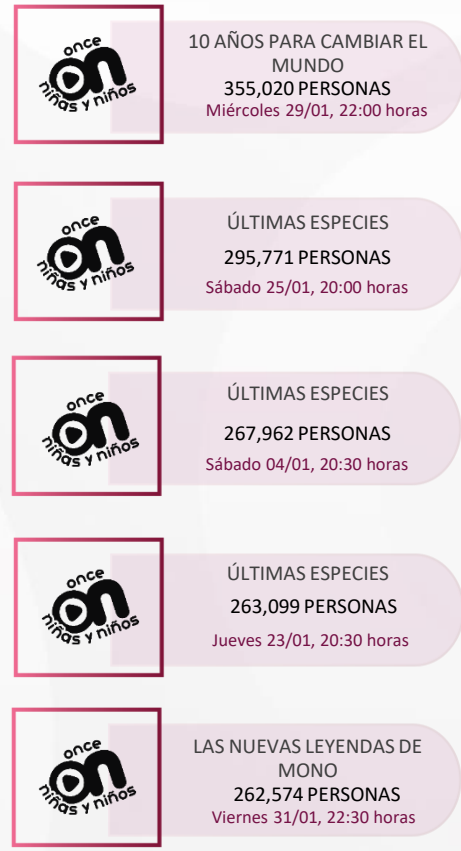 once
on
niñas y niños
10 AÑOS PARA CAMBIAR EL
MUNDO
355,020 PERSONAS
Miércoles 29/01, 22:00 horas
once
on
niñas y niños
ÚLTIMAS ESPECIES
295,771 PERSONAS
Sábado 25/01, 20:00 horas
once
on
niñas y niños
ÚLTIMAS ESPECIES
267,962 PERSONAS
Sábado 04/01, 20:30 horas
once
on
niñas y niños
ÚLTIMAS ESPECIES
263,099 PERSONAS
Jueves 23/01, 20:30 horas
once
on
niñas y niños
LAS NUEVAS LEYENDAS DE
MONO
262,574 PERSONAS
Viernes 31/01, 22:30 horas